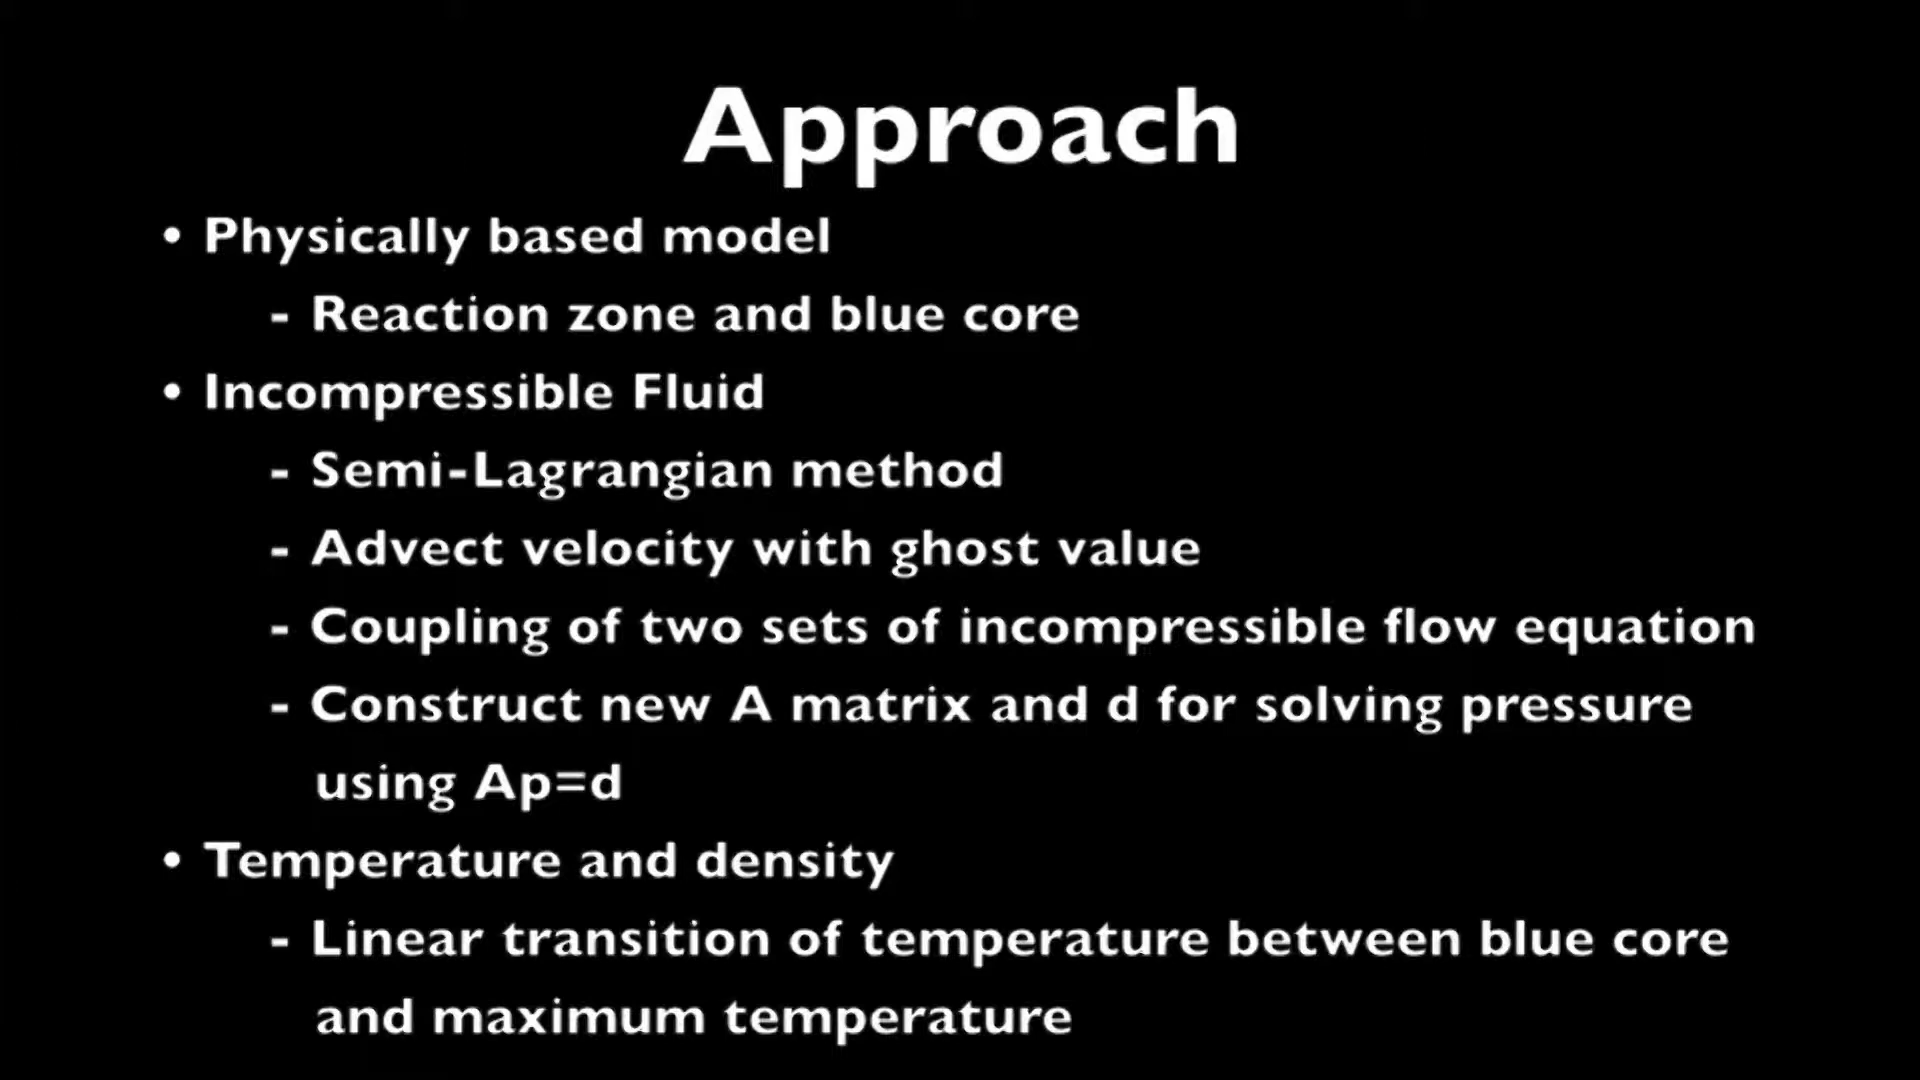 Approach
• Physically based model
- Reaction zone and blue core
• Incompressible Fluid
- Semi-Lagrangian method
- Advect velocity with ghost value
- Coupling of two sets of incompressible flow equation
- Construct new A matrix and d for solving pressure
using Ap=d
• Temperature and density
- Linear transition of temperature between blue core
and maximum temperature